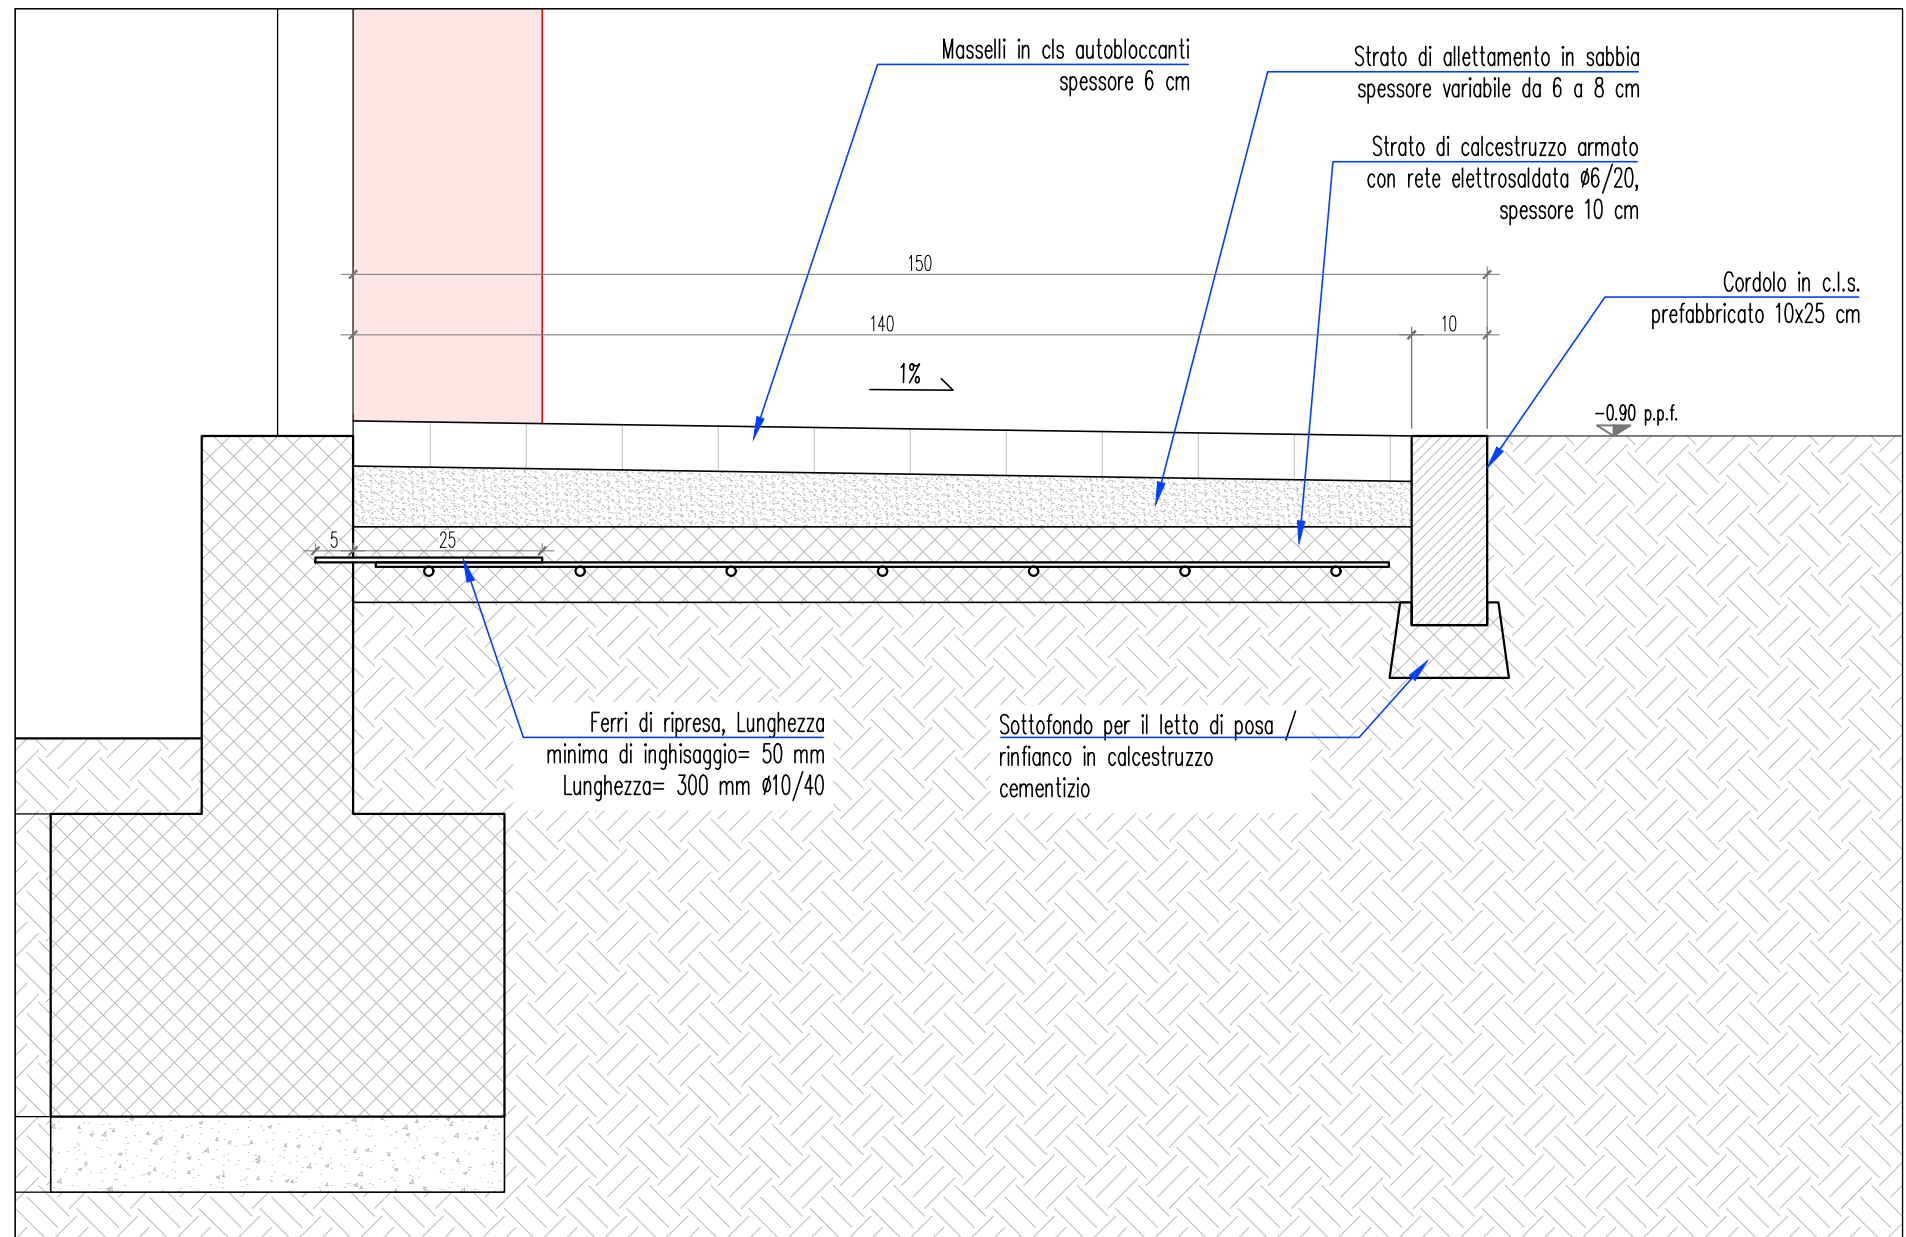 Masselli in cls autobloccanti
spessore 6 cm
Strato di allettamento in sabbia
spessore variabile da 6 a 8 cm
Strato di calcestruzzo armato
con rete elettrosaldata ø6/20,
spessore 10 cm
150
Cordolo in c.l.s.
prefabbricato 10x25 cm
140
10
1%
-0.90 p.p.f.
5
25
Ferri di ripresa, Lunghezza
minima di inghisaggio= 50 mm
Lunghezza= 300 mm ø10/40
Sottofondo per il letto di posa /
rinfianco in calcestruzzo
cementizio